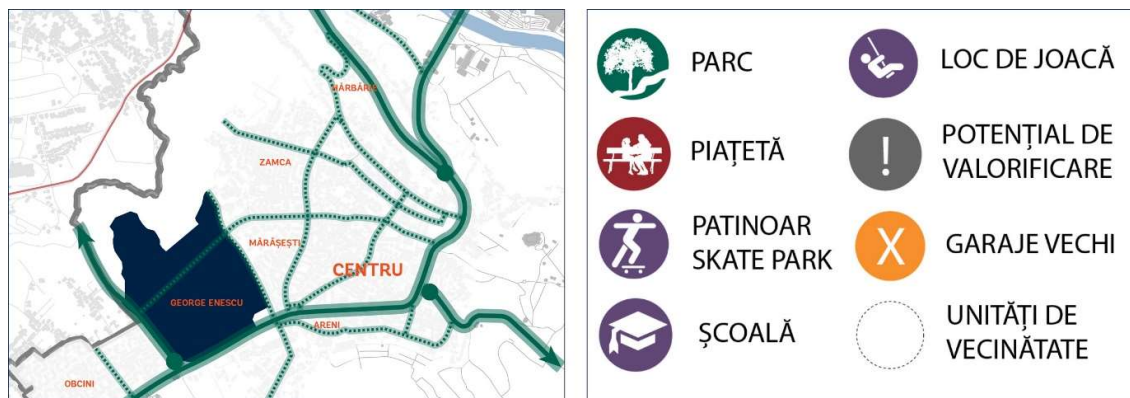 MĂRĂȘEȘTI
ZAMCA
CENTRU
GEORGE ENESCU
ARENI
OBCINI
PARC
LOC DE JOACĂ
PIAȚETĂ
!
POTENȚIAL DE
VALORIFICARE
PATINOAR
SKATE PARK
X
GARAJE VECHI
ȘCOALĂ
UNITĂȚI DE
VECINĂTATE